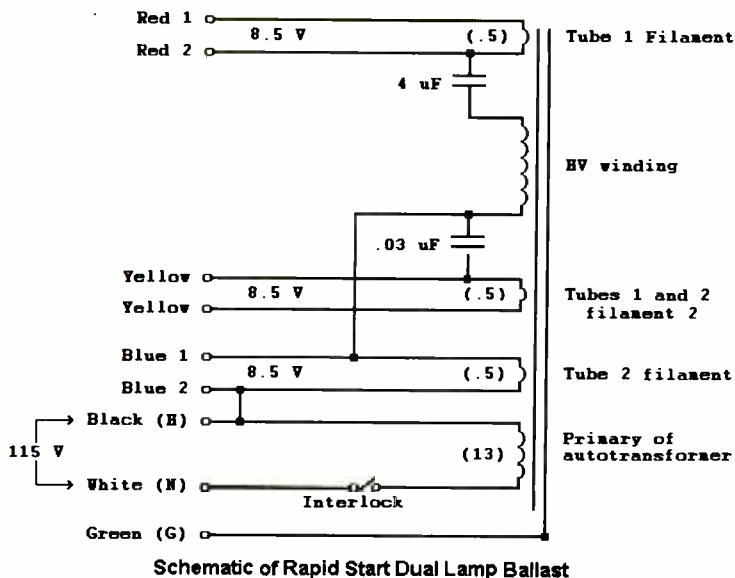 Red 1
8.5 V
(.5)
Tube 1 Filament
Red 2
4 uF
HV winding
.03 uF
Yellow
8.5 V
(.5)
Tubes 1 and 2
filament 2
Yellow
Blue 1
8.5 V
(.5)
Tube 2 filament
Blue 2
Black (H)
115 V
(13)
Primary of
autotransformer
White (N)
Interlock
Green (G)
Schematic of Rapid Start Dual Lamp Ballast